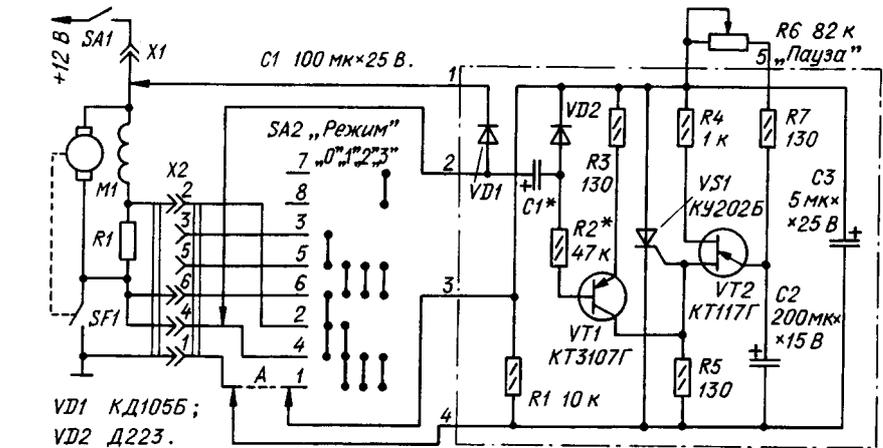 +12 В
SA1
X1
C1 100 мк×25 В.
1
R6 82 к
5 „Пауза"
SA2 „Режим"
„0",„1",„2",„3"
VD2
R4
1 к
R7
130
X2
M1
7
8
2
VD1
C1*
R3
130
VS1
КУ202Б
C3
5 мк×
×25 В
R1
2
3
5
6
4
1
3
5
6
2
4
1
R2*
47 к
3
SF1
VT1
КТ3107Г
VT2
КТ117Г
C2
200 мк×
×15 В
A
R1 10 к
R5
130
4
VD1 КД105Б;
VD2 Д223.
+
+
+